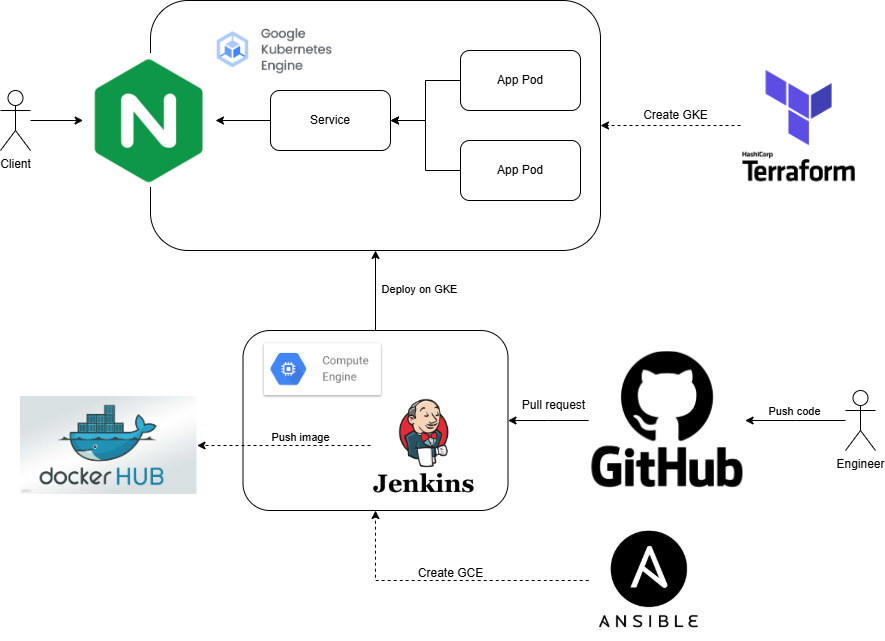 Google
Kubernetes
Engine
App Pod
Service
App Pod
Create GKE
Client
HashiCorp
Terraform
Deploy on GKE
Compute
Engine
Pull request
Push code
Push image
docker HUB
Jenkins
GitHub
Engineer
Create GCE
ANSIBLE